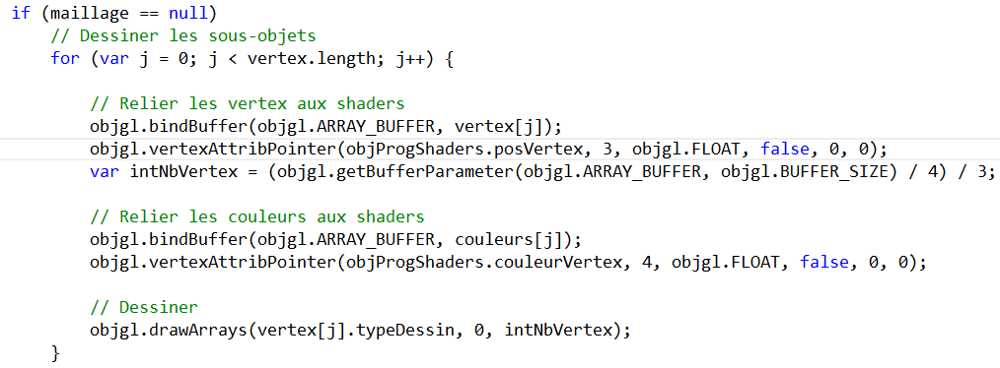 if (maillage == null)
    // Dessiner les sous-objets
    for (var j = 0; j < vertex.length; j++) {

        // Relier les vertex aux shaders
        objgl.bindBuffer(objgl.ARRAY_BUFFER, vertex[j]);
        objgl.vertexAttribPointer(objProgShaders.posVertex, 3, objgl.FLOAT, false, 0, 0);
        var intNbVertex = (objgl.getBufferParameter(objgl.ARRAY_BUFFER, objgl.BUFFER_SIZE) / 4) / 3;

        // Relier les couleurs aux shaders
        objgl.bindBuffer(objgl.ARRAY_BUFFER, couleurs[j]);
        objgl.vertexAttribPointer(objProgShaders.couleurVertex, 4, objgl.FLOAT, false, 0, 0);

        // Dessiner
        objgl.drawArrays(vertex[j].typeDessin, 0, intNbVertex);
    }